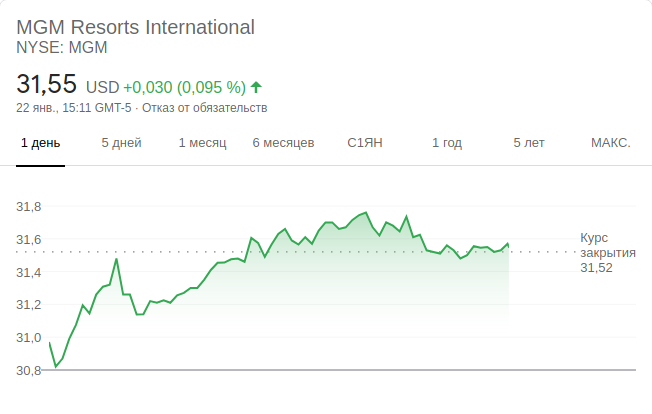 MGM Resorts International
NYSE: MGM
31,55 USD +0,030 (0,095 %)
22 янв., 15:11 GMT-5 · Отказ от обязательств
1 день 5 дней 1 месяц 6 месяцев С1ЯН 1 год 5 лет МАКС.
31,8
31,6
31,4
31,2
31,0
30,8
Курс
закрытия
31,52